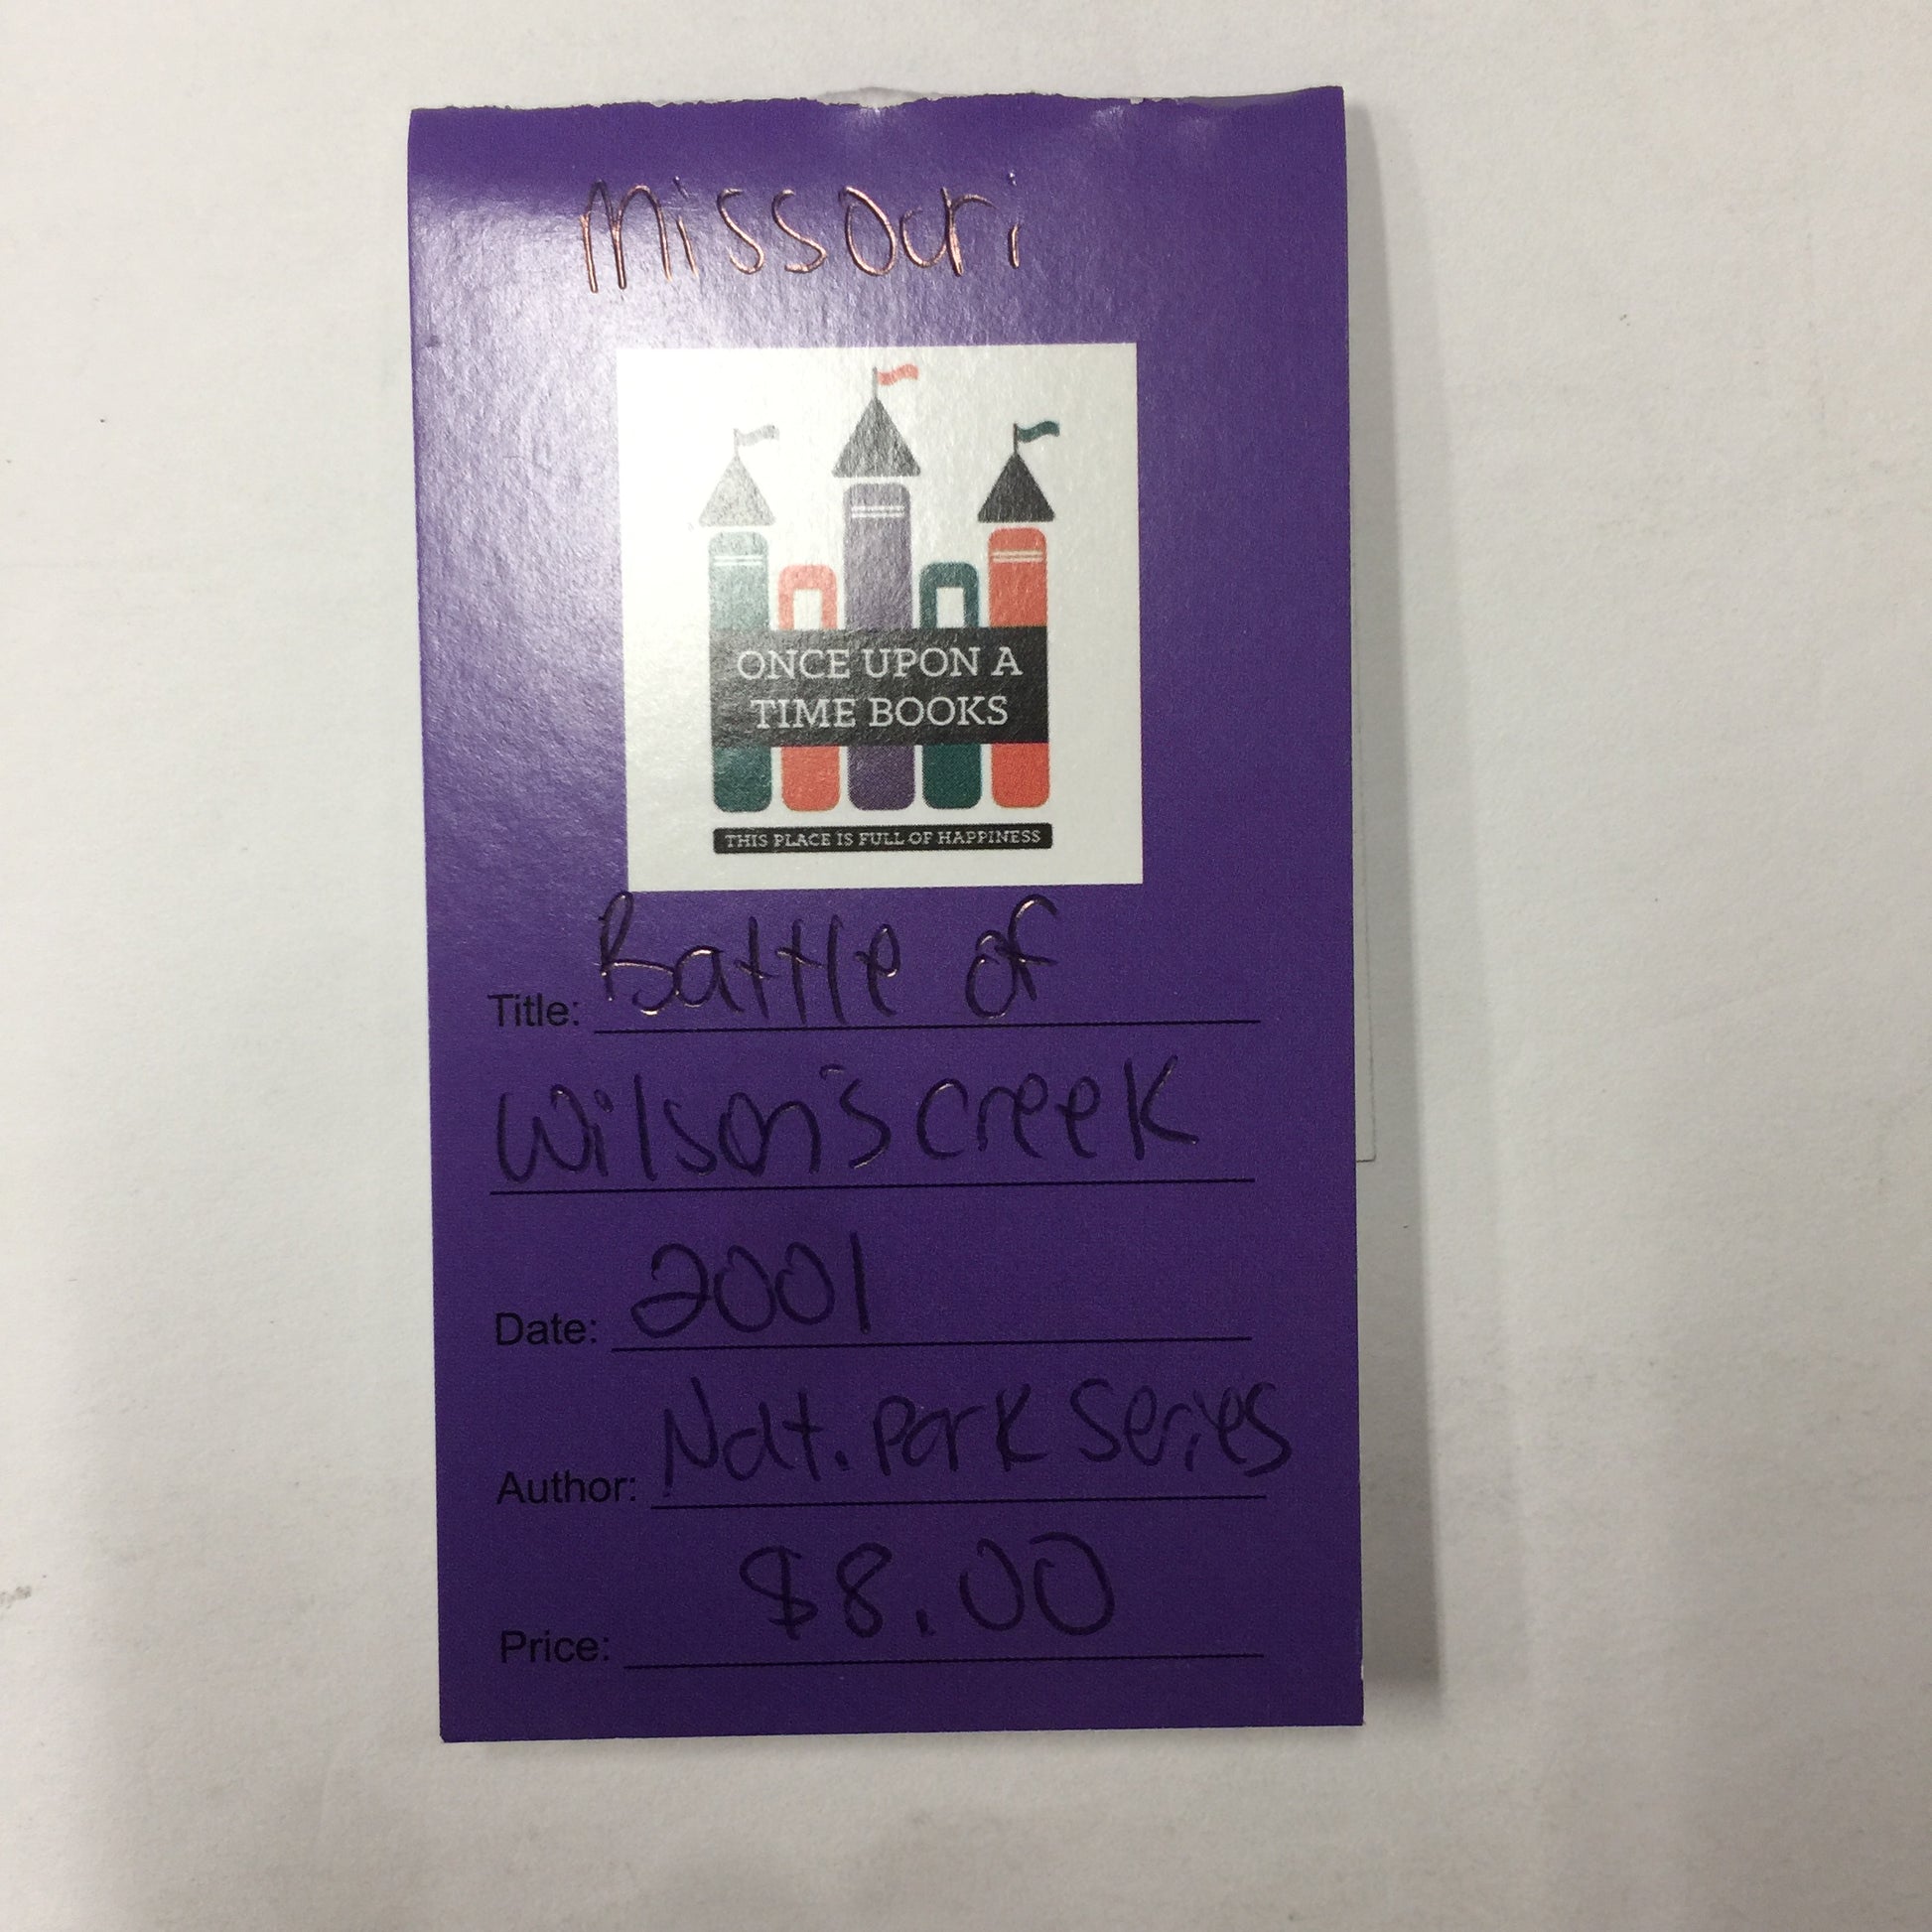 Missouri
ONCE UPON A
TIME BOOKS
THIS PLACE IS FULL OF HAPPINESS
Title: Battle of
Wilson's Creek
Date: 2001
Author: Nat. Park Series
Price: $8.00